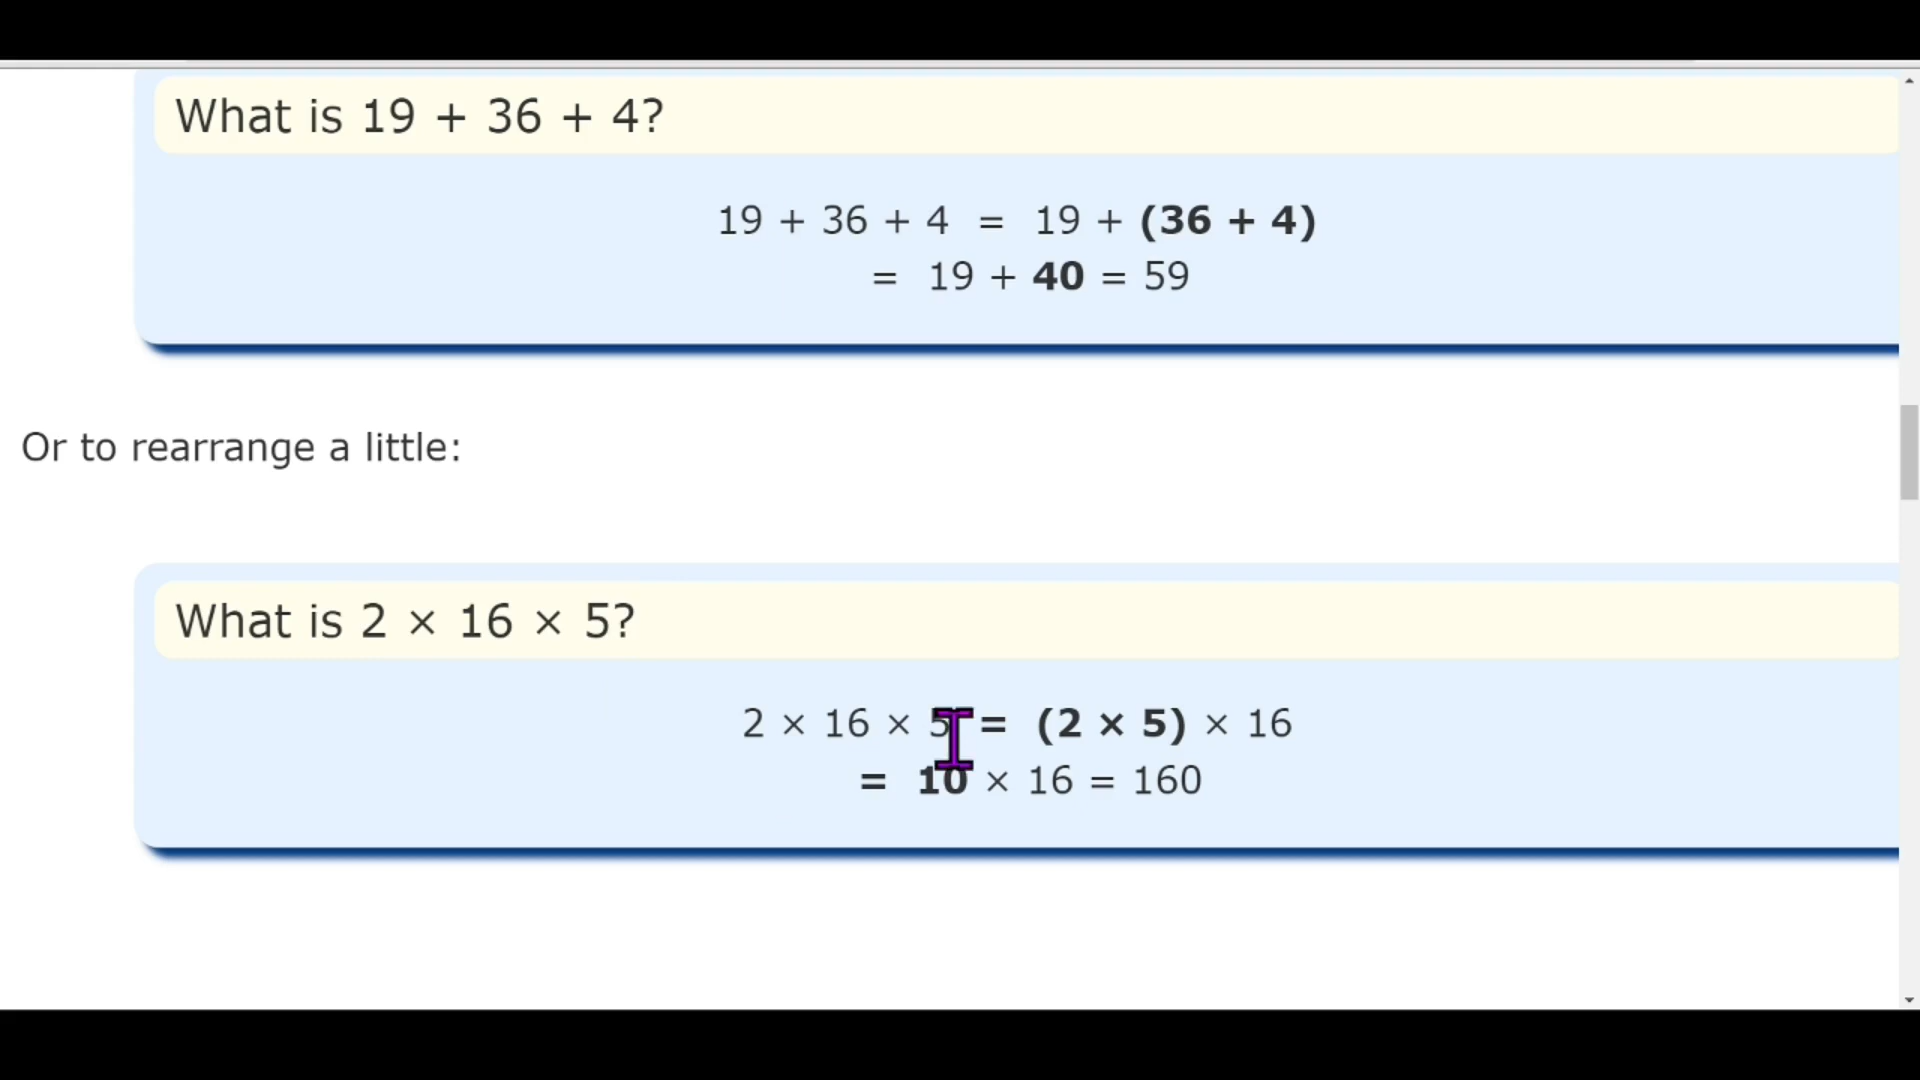 What is 19 + 36 + 4?
19 + 36 + 4 = 19 + (36 + 4)
= 19 + 40 = 59
Or to rearrange a little:
What is 2 × 16 × 5?
2 × 16 × 5 = (2 × 5) × 16
= 10 × 16 = 160